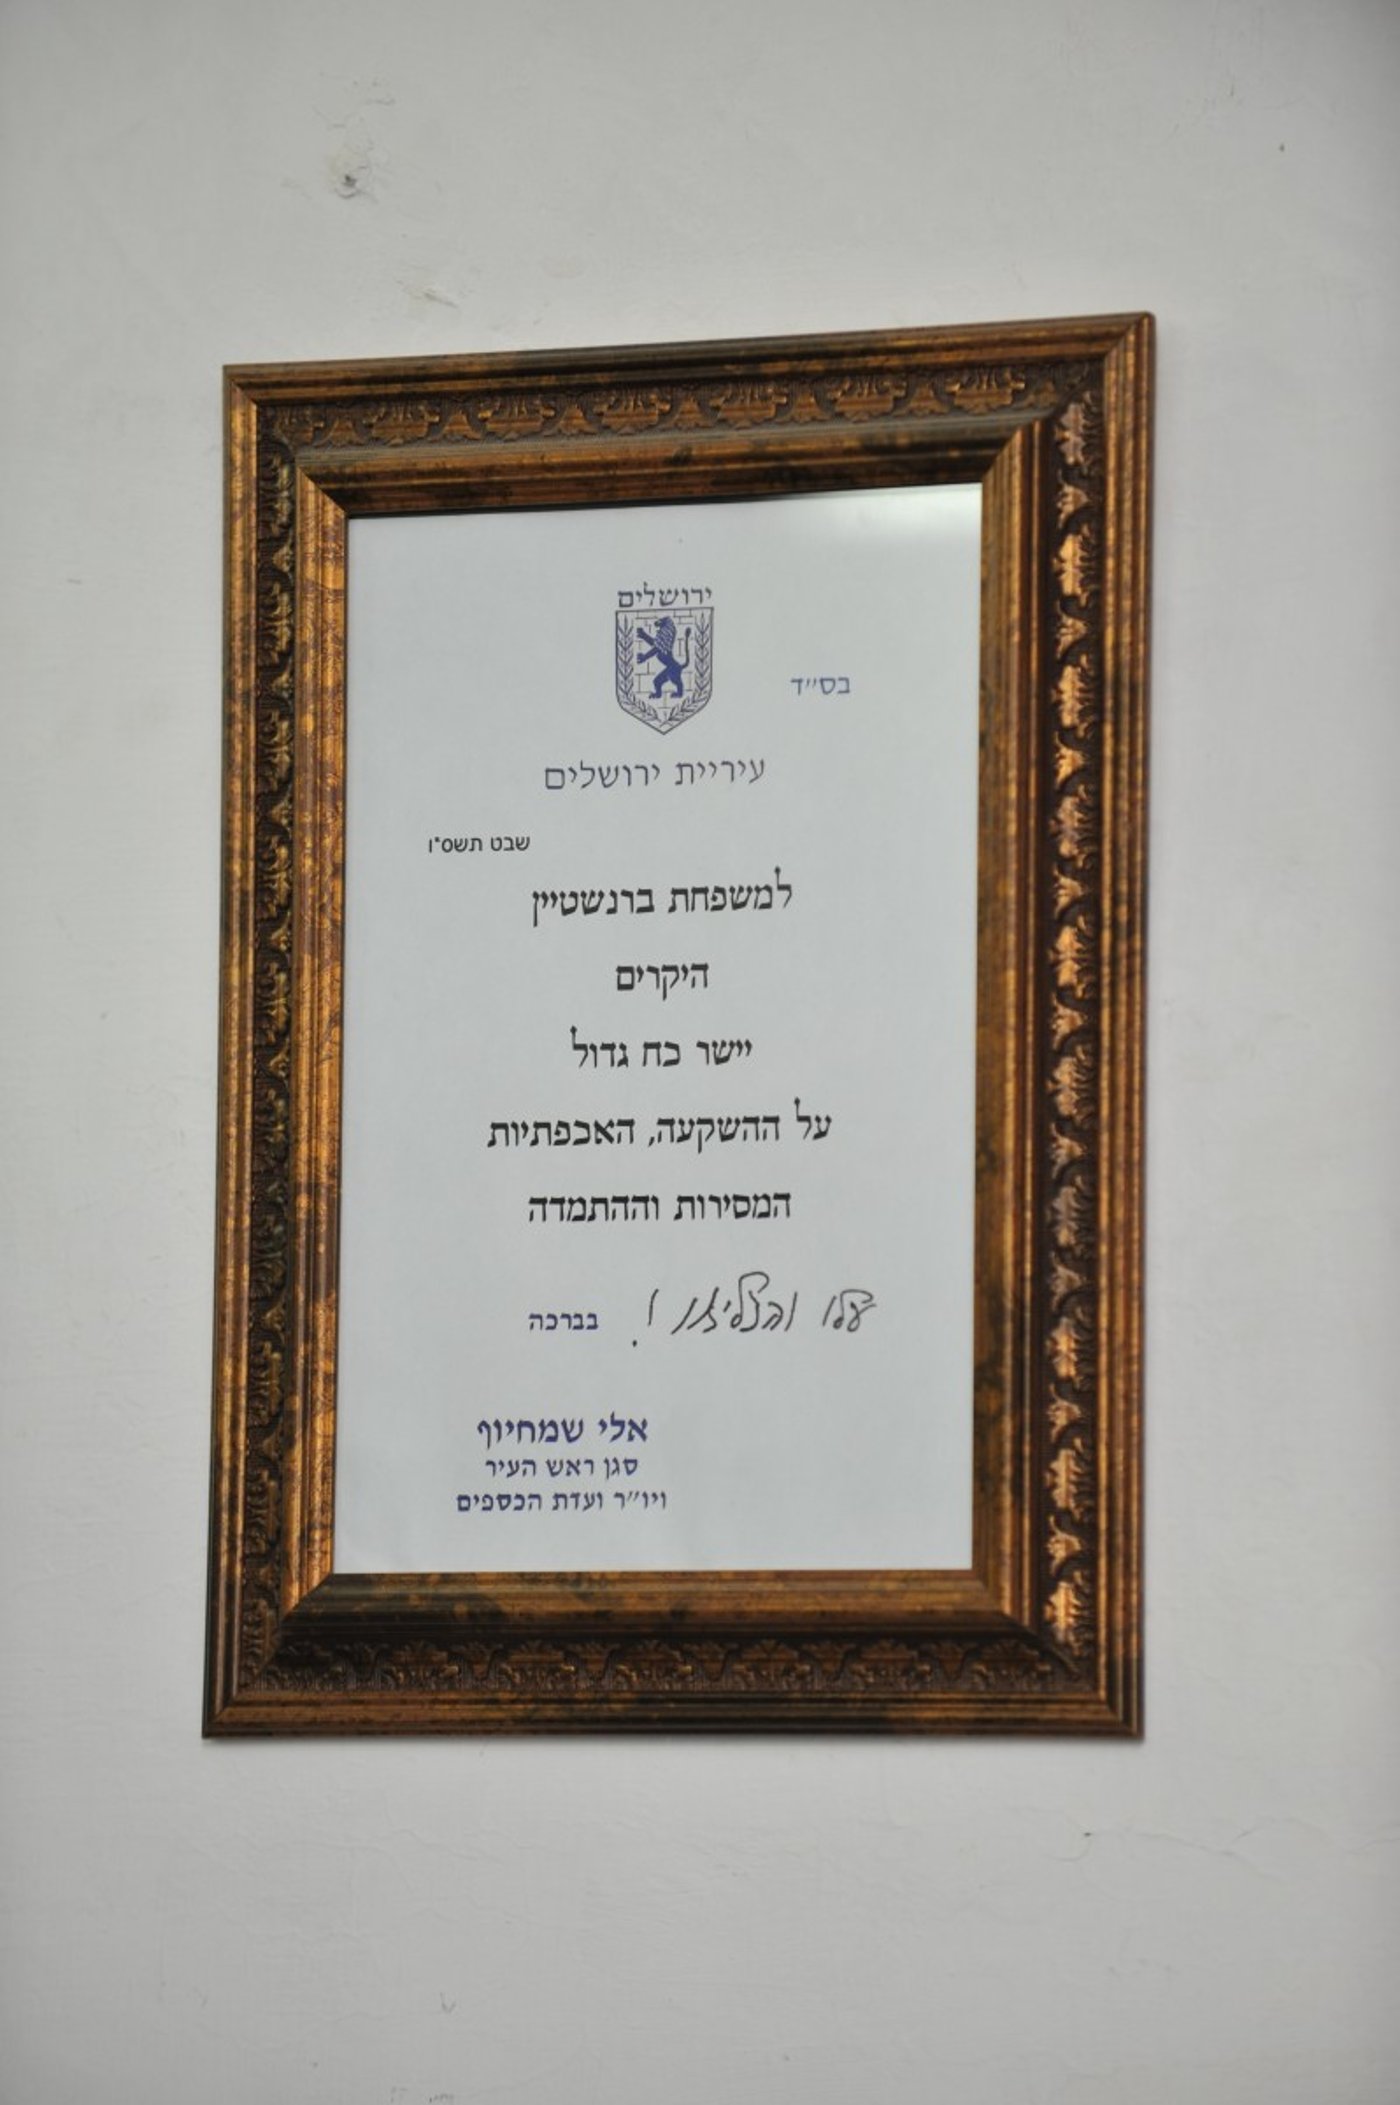 ירושלים
בס״ד
עיריית ירושלים
שבט תשס"ו
למשפחת ברנשטיין
היקרים
יישר כח גדול
על ההשקעה, האכפתיות
המסירות וההתמדה
עלו והצליחו !
בברכה
אלי שמחיוף
סגן ראש העיר
ויו״ר ועדת הכספים